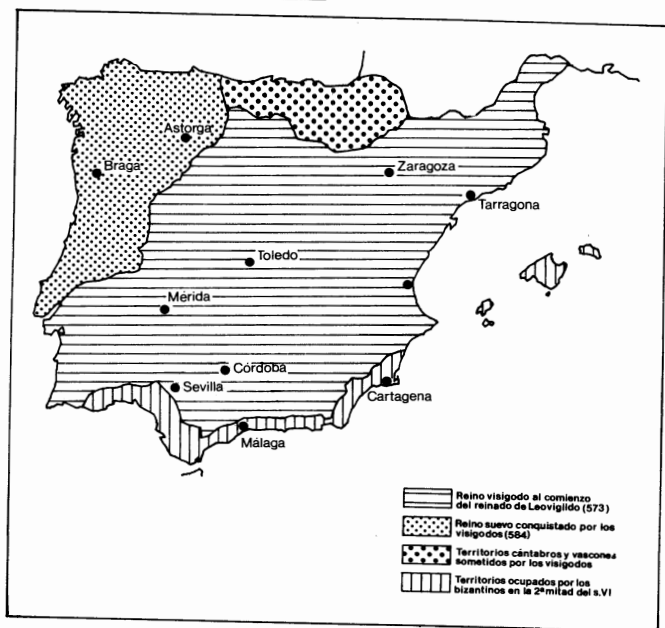 Astorga
Braga
Zaragoza
Tarragona
Toledo
Mérida
Córdoba
Sevilla
Cartagena
Málaga
Reino visigodo al comienzo
del reinado de Leovigildo (573)
Reino suevo conquistado por los
visigodos (584)
Territorios cántabros y vascones
sometidos por los visigodos
Territorios ocupados por los
bizantinos en la 2ª mitad del s.VI